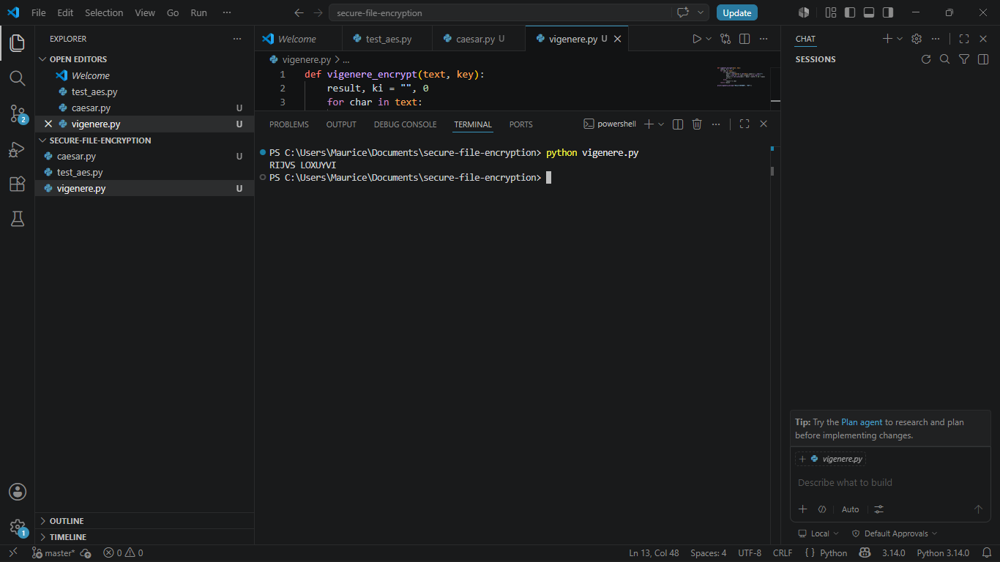 File Edit Selection View Go Run ···
secure-file-encryption
Update
EXPLORER
OPEN EDITORS
Welcome
test_aes.py
caesar.py U
vigenere.py U
SECURE-FILE-ENCRYPTION
caesar.py U
test_aes.py
vigenere.py U
OUTLINE
TIMELINE
2
1
Welcome test_aes.py caesar.py U vigenere.py U
vigenere.py > ...
1 def vigenere_encrypt(text, key):
2 result, ki = "", 0
3 for char in text:
PROBLEMS OUTPUT DEBUG CONSOLE TERMINAL PORTS powershell
PS C:\Users\Maurice\Documents\secure-file-encryption> python vigenere.py
RIJVS LOXUYVI
PS C:\Users\Maurice\Documents\secure-file-encryption>
CHAT
SESSIONS
Tip: Try the Plan agent to research and plan
before implementing changes.
vigenere.py
Describe what to build
Auto
Local Default Approvals
master* 0 0 Ln 13, Col 48 Spaces: 4 UTF-8 CRLF { } Python 3.14.0 Python 3.14.0